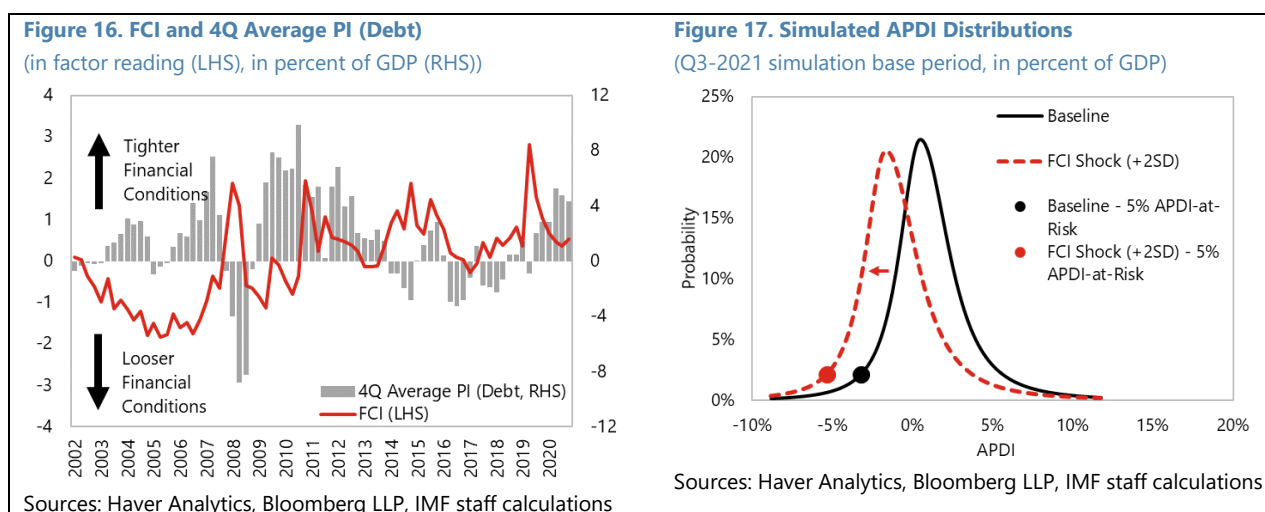 Figure 16. FCI and 4Q Average PI (Debt)
(in factor reading (LHS), in percent of GDP (RHS))
4
3
2
1
0
-1
-2
-3
-4
12
8
4
0
-4
-8
-12
Tighter
Financial
Conditions
Looser
Financial
Conditions
4Q Average PI (Debt, RHS)
FCI (LHS)
2002
2003
2004
2005
2006
2007
2008
2009
2010
2011
2012
2013
2014
2015
2016
2017
2018
2019
2020
Sources: Haver Analytics, Bloomberg LLP, IMF staff calculations
Figure 17. Simulated APDI Distributions
(Q3-2021 simulation base period, in percent of GDP)
25%
20%
15%
10%
5%
0%
Probability
Baseline
FCI Shock (+2SD)
Baseline - 5% APDI-at-
Risk
FCI Shock (+2SD) - 5%
APDI-at-Risk
-10%
-5%
0%
5%
10%
15%
20%
APDI
Sources: Haver Analytics, Bloomberg LLP, IMF staff calculations